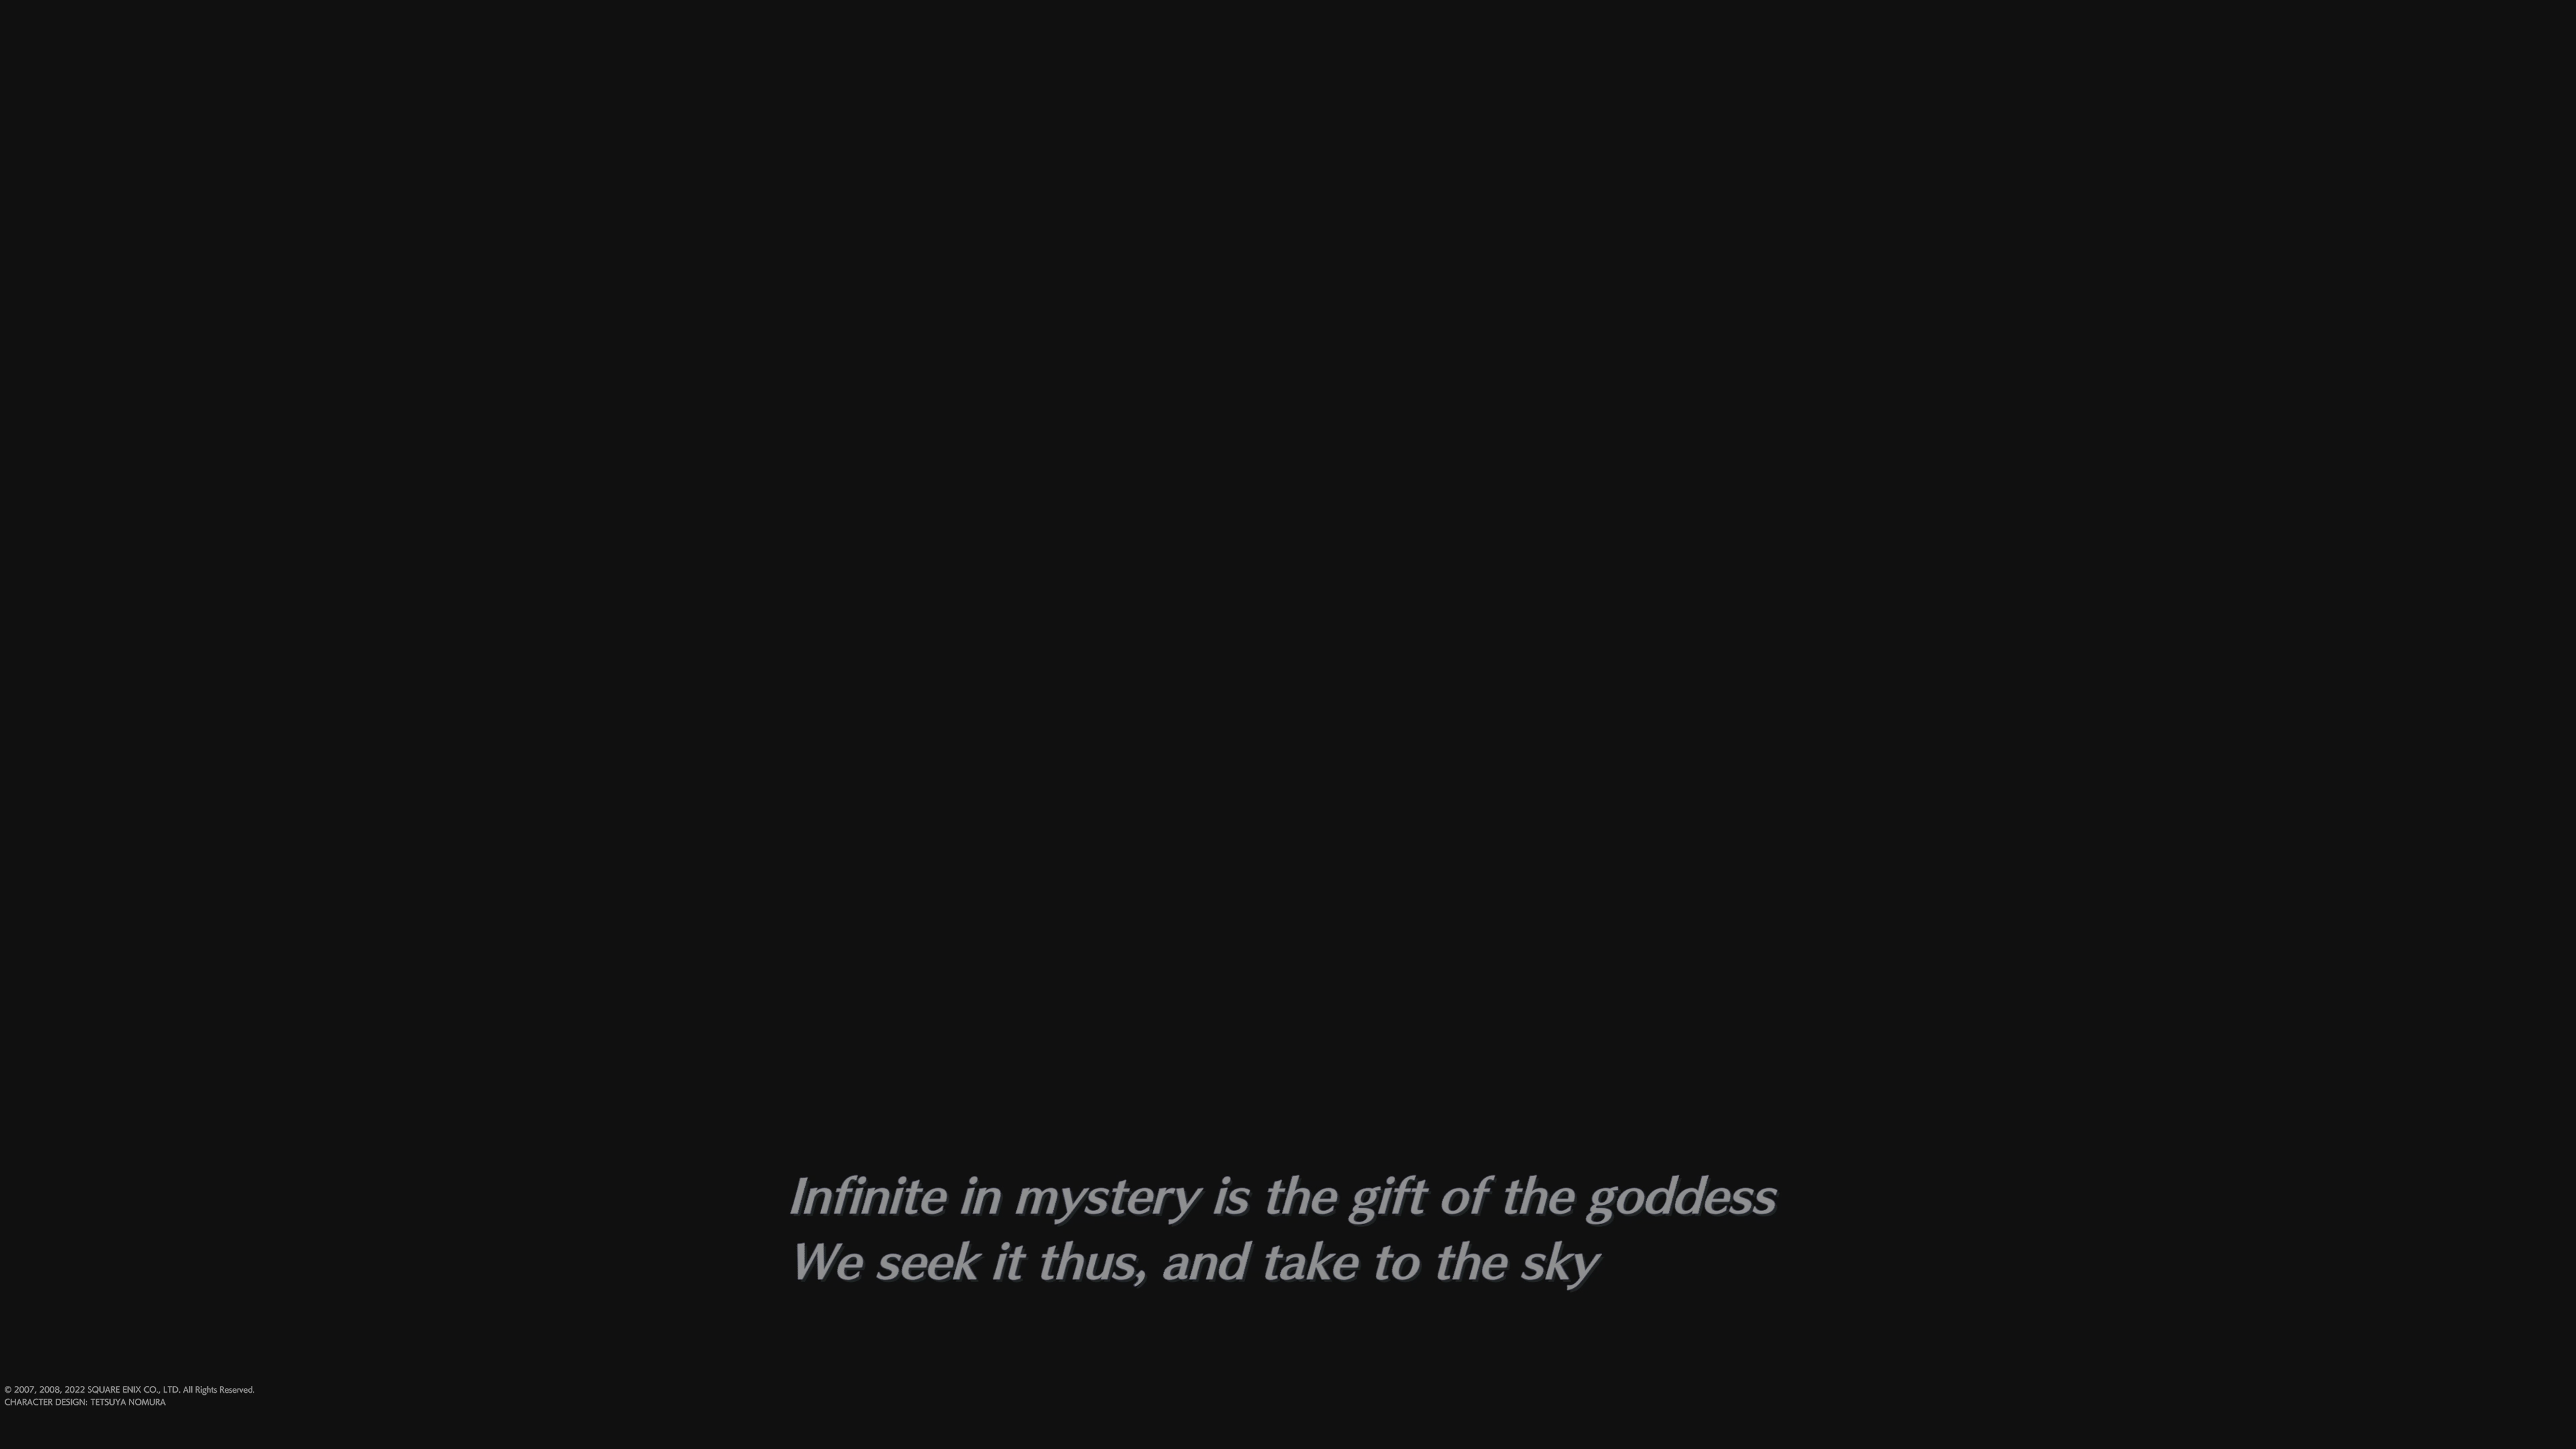 Infinite in mystery is the gift of the goddess
We seek it thus, and take to the sky
© 2007, 2008, 2022 SQUARE ENIX CO., LTD. All Rights Reserved.
CHARACTER DESIGN: TETSUYA NOMURA